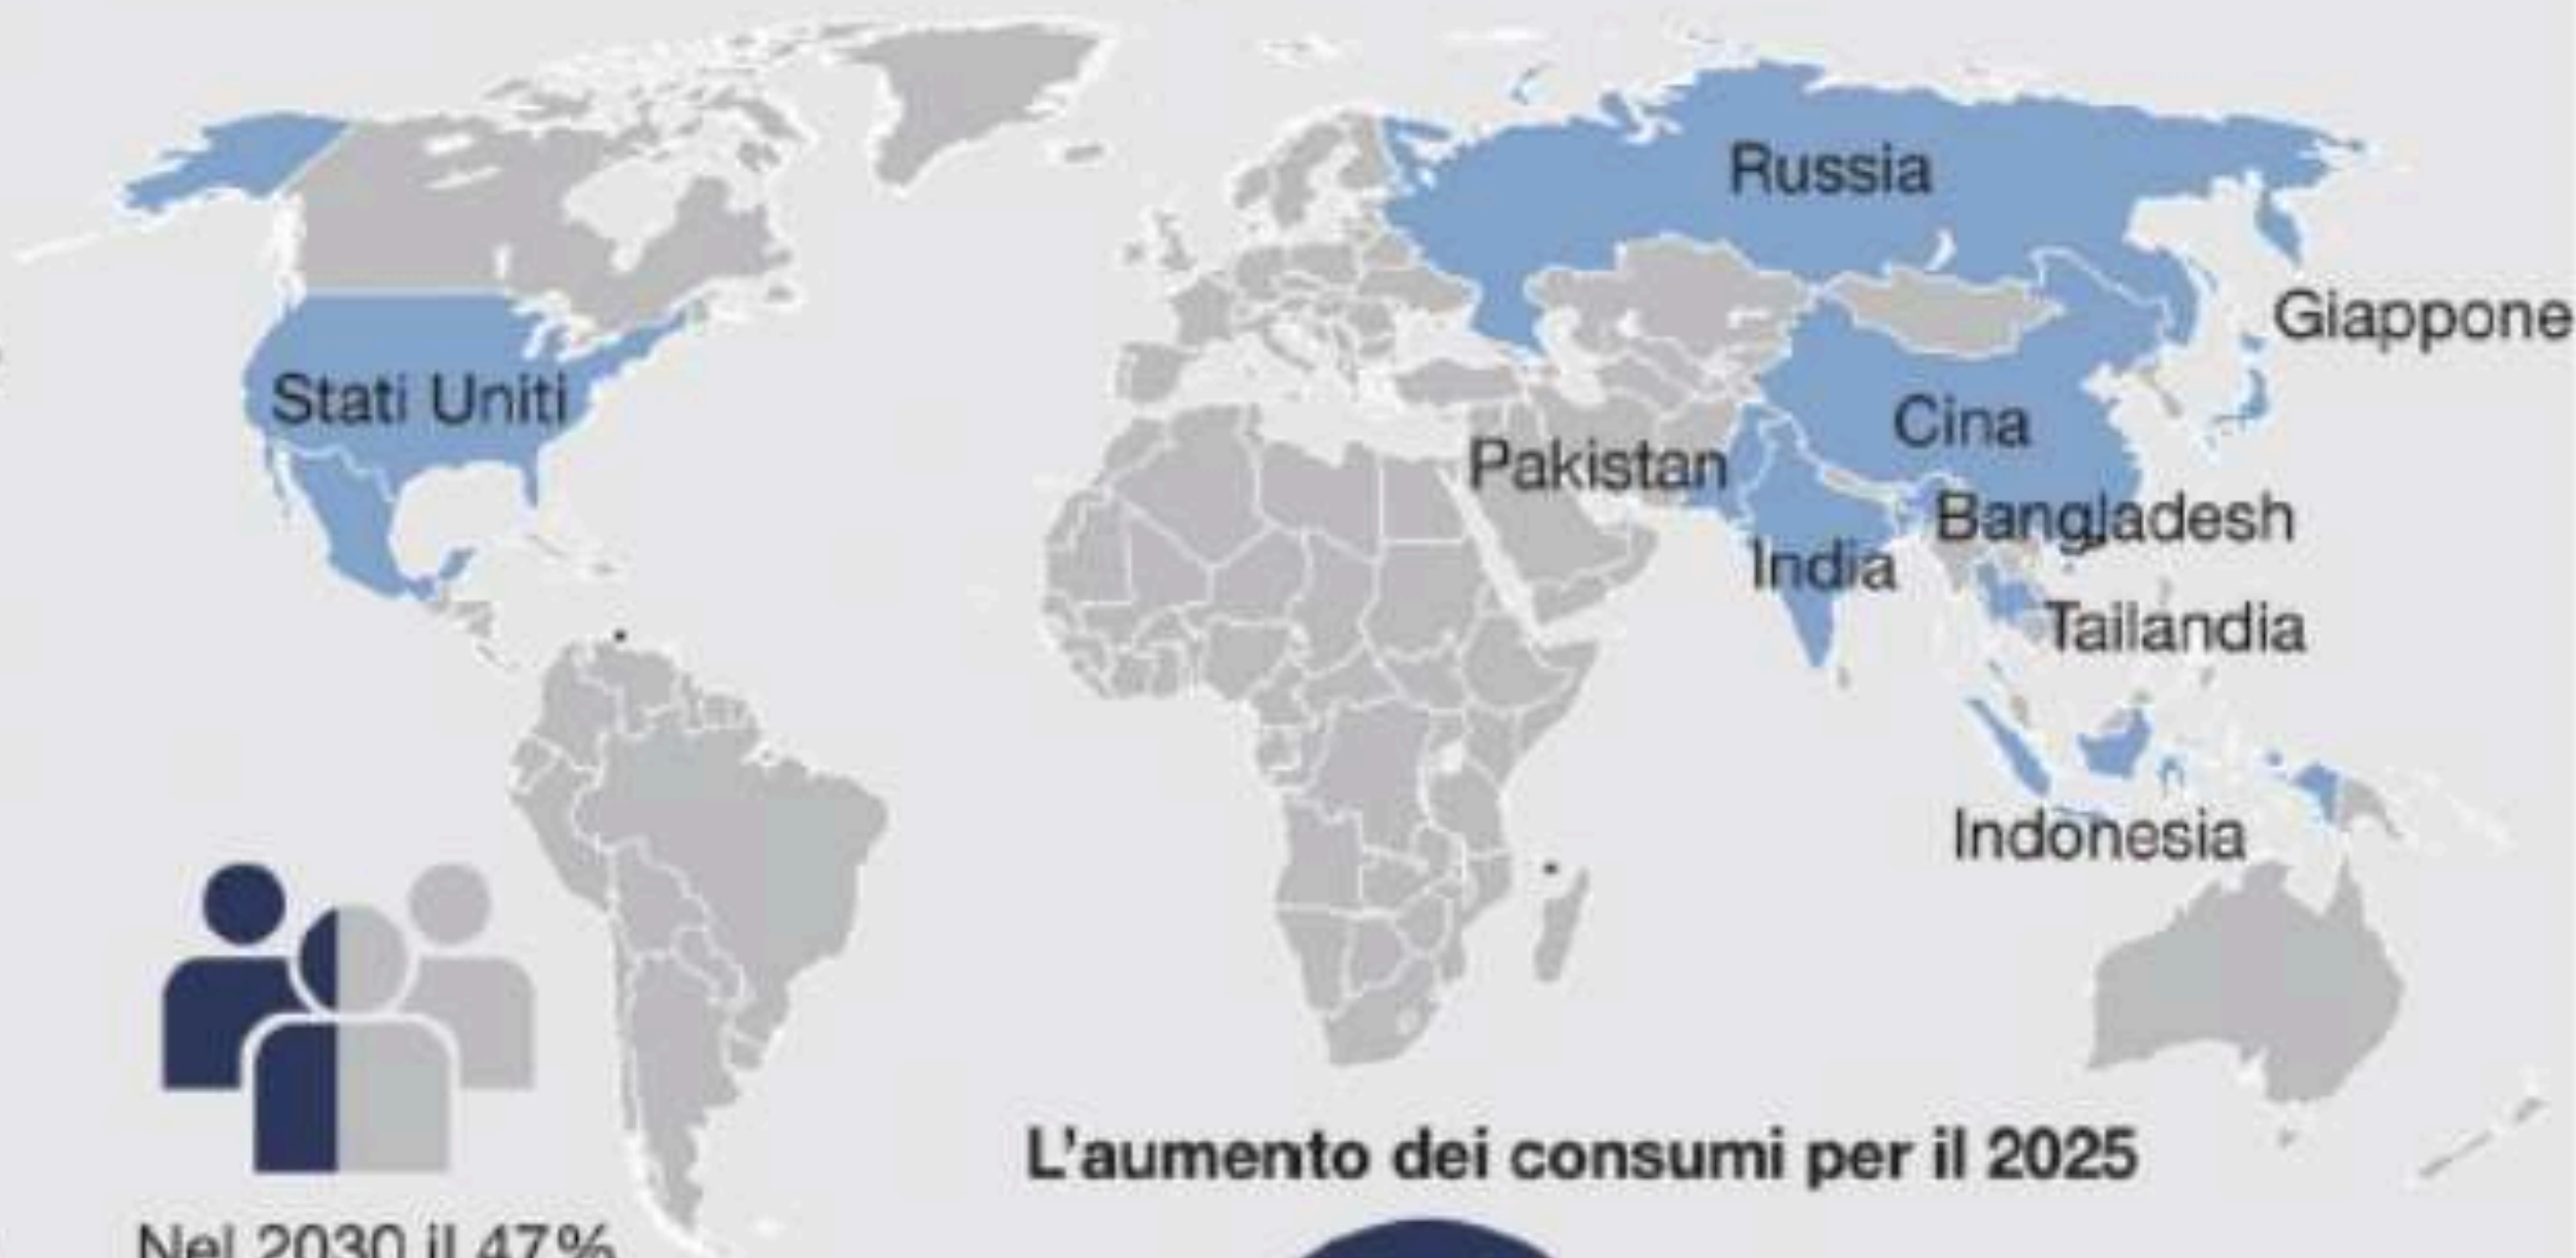 Russia
Giappone
Stati Uniti
Cina
Pakistan
Bangladesh
India
Tailandia
Indonesia
L'aumento dei consumi per il 2025
Nel 2030 il 47%